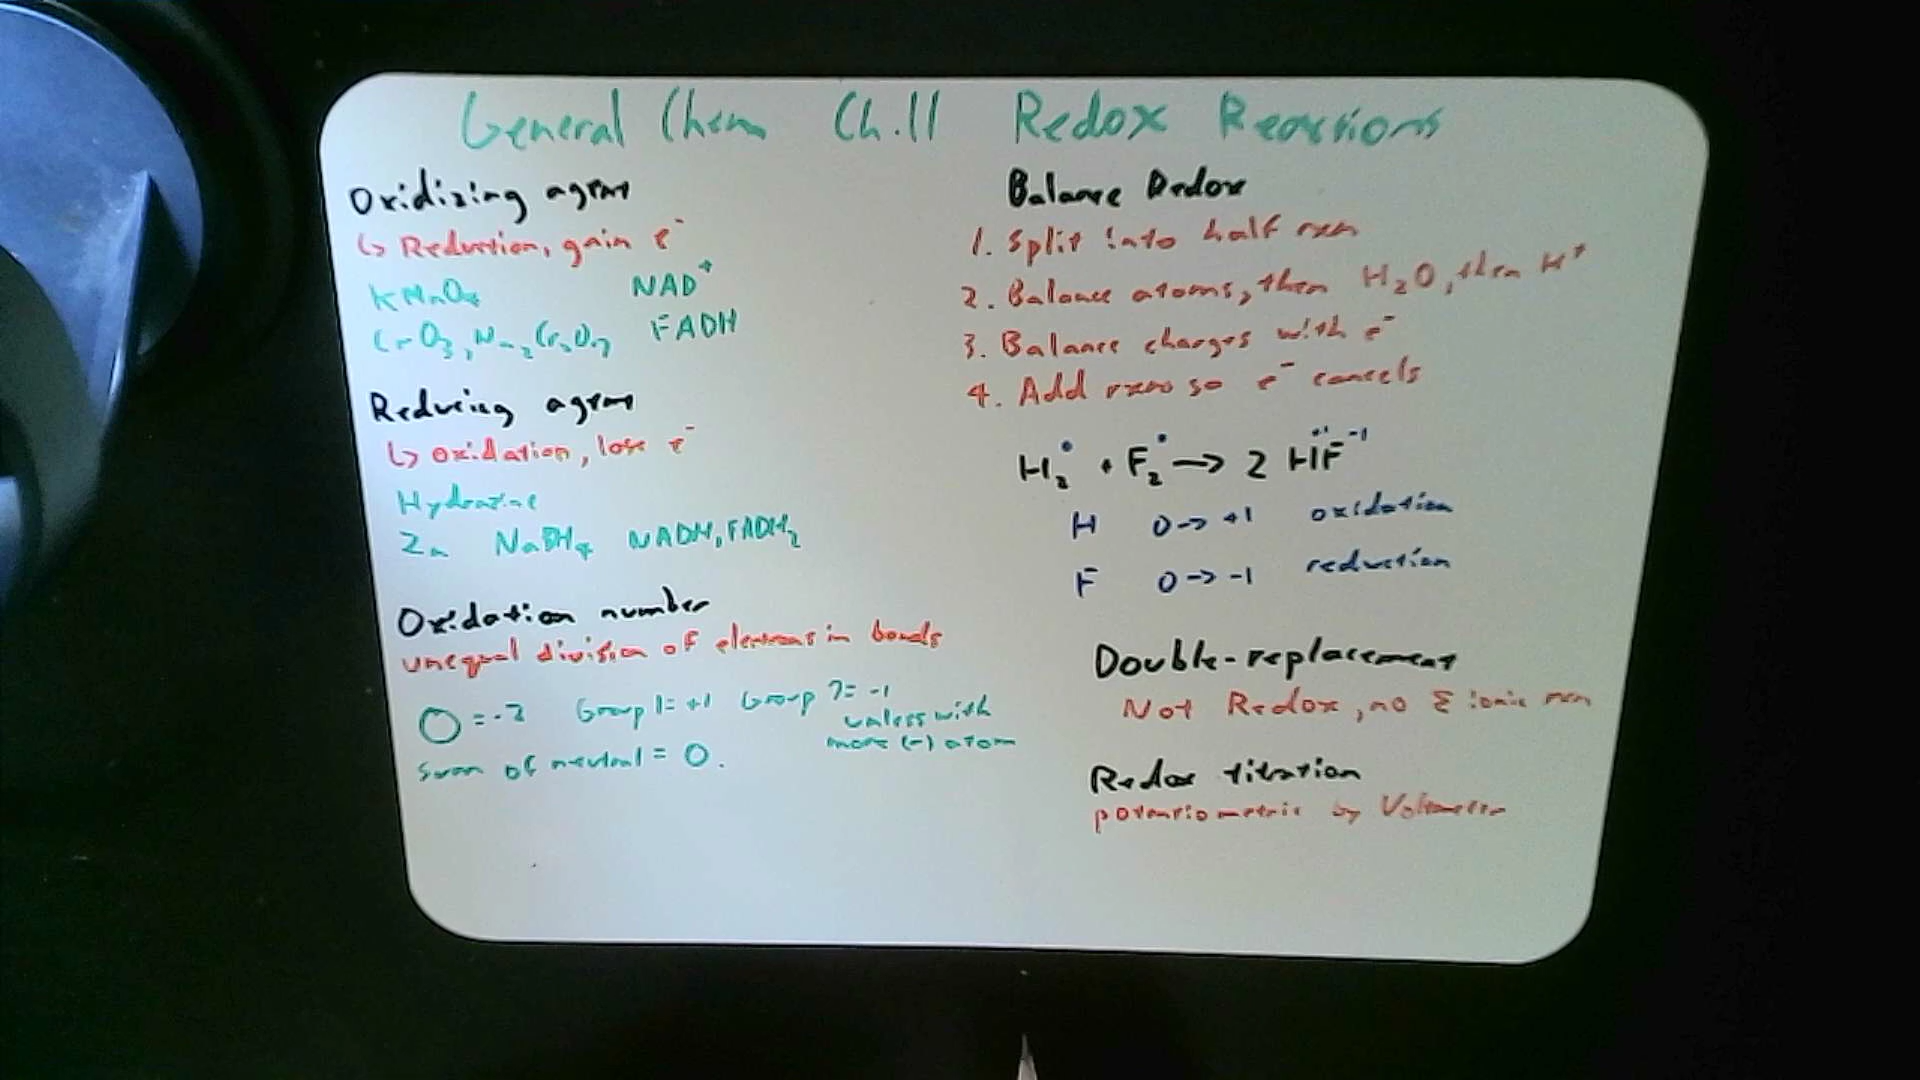 General Chem Ch.11 Redox Reactions
Oxidizing agent
↳ Reduction, gain e⁻
KMnO₄ NAD⁺
CrO₃, Na₂Cr₂O₇ FADH
Reducing agent
↳ oxidation, lose e⁻
Hydrazine
Zn NaBH₄ NADH, FADH₂
Oxidation number
unequal division of electrons in bonds
O = -2 Group 1 = +1 Group 7 = -1
unless with
more (-) atom
Sum of neutral = 0.
Balance Redox
1. Split into half rxn
2. Balance atoms, then H₂O, then H⁺
3. Balance charges with e⁻
4. Add rxns so e⁻ cancels
H₂⁰ + F₂⁰ → 2 H⁺¹F⁻¹
H 0 → +1 oxidation
F 0 → -1 reduction
Double-replacement
Not Redox, no Σ ionic rxn
Redox titration
potentiometric by Voltmeter